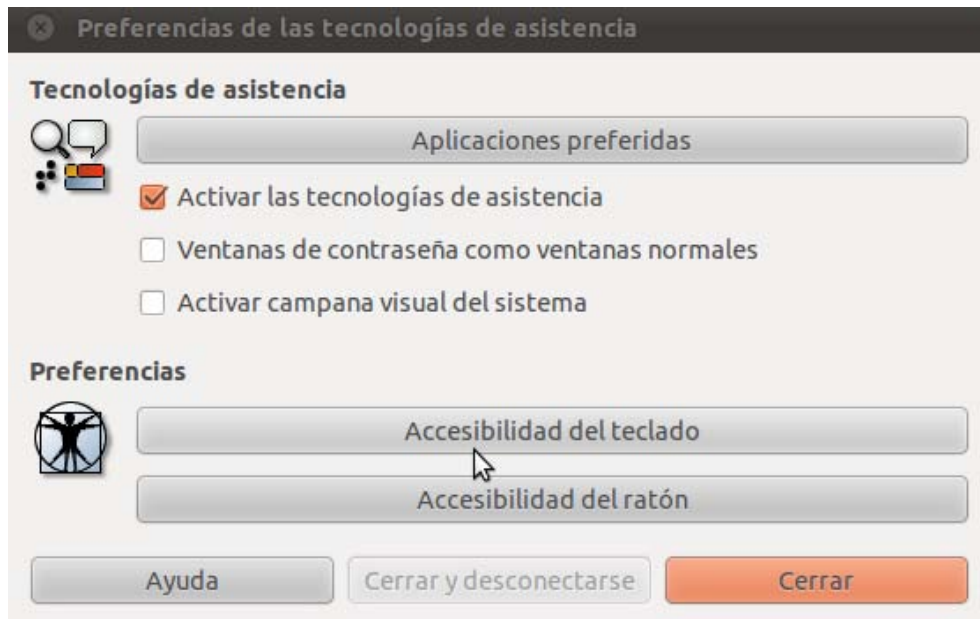 Preferencias de las tecnologías de asistencia
Tecnologías de asistencia
Aplicaciones preferidas
Activar las tecnologías de asistencia
Ventanas de contraseña como ventanas normales
Activar campana visual del sistema
Preferencias
Accesibilidad del teclado
Accesibilidad del ratón
Ayuda Cerrar y desconectarse Cerrar